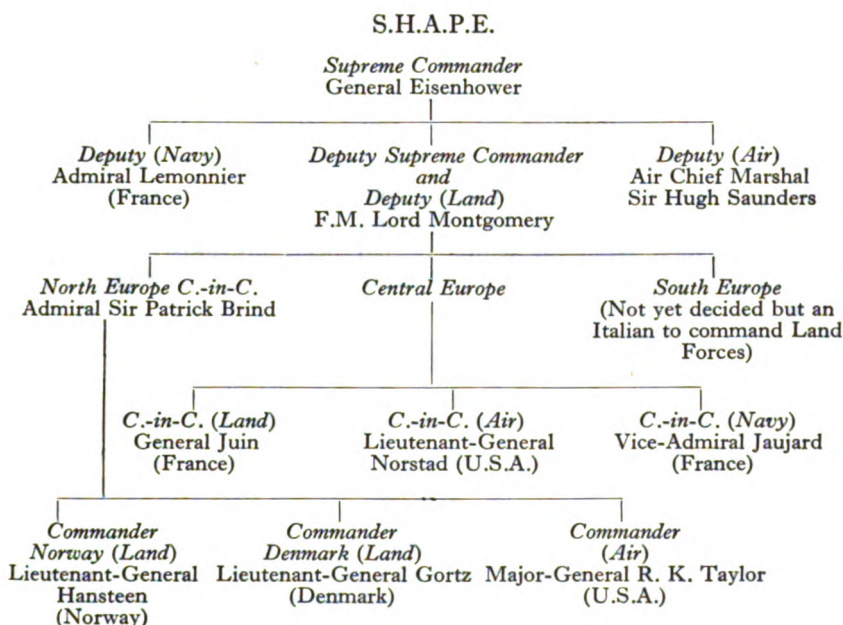 S.H.A.P.E.
Supreme Commander
General Eisenhower
Deputy (Navy)
Admiral Lemonnier
(France)
Deputy Supreme Commander
and
Deputy (Land)
F.M. Lord Montgomery
Deputy (Air)
Air Chief Marshal
Sir Hugh Saunders
North Europe C.-in-C.
Admiral Sir Patrick Brind
Central Europe
South Europe
(Not yet decided but an
Italian to command Land
Forces)
C.-in-C. (Land)
General Juin
(France)
C.-in-C. (Air)
Lieutenant-General
Norstad (U.S.A.)
C.-in-C. (Navy)
Vice-Admiral Jaujard
(France)
Commander
Norway (Land)
Lieutenant-General
Hansteen
(Norway)
Commander
Denmark (Land)
Lieutenant-General Gortz
(Denmark)
Commander
(Air)
Major-General R. K. Taylor
(U.S.A.)